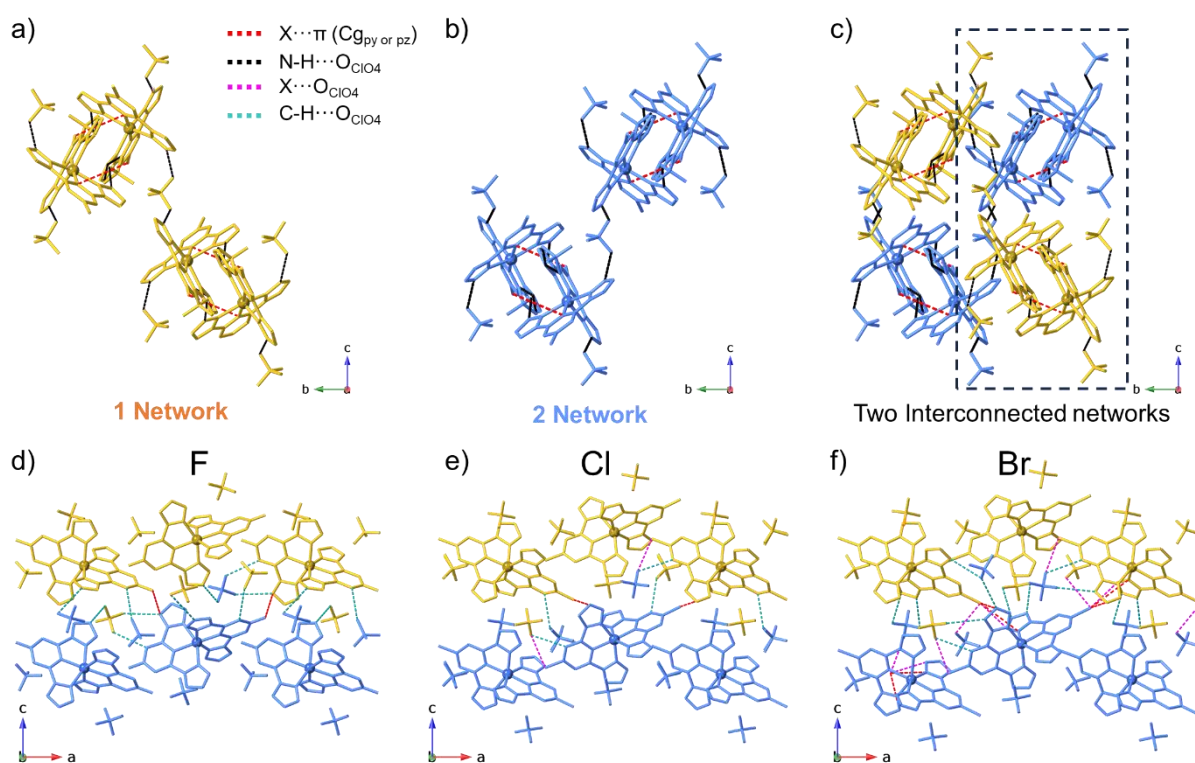 a)
X⋯π (Cgpy or pz)
N-H⋯OClO4
X⋯OClO4
C-H⋯OClO4
b)
c)
c
b
a
c
b
a
c
b
a
1 Network
2 Network
Two Interconnected networks
d)
F
e)
Cl
f)
Br
c
b
a
c
b
a
c
b
a